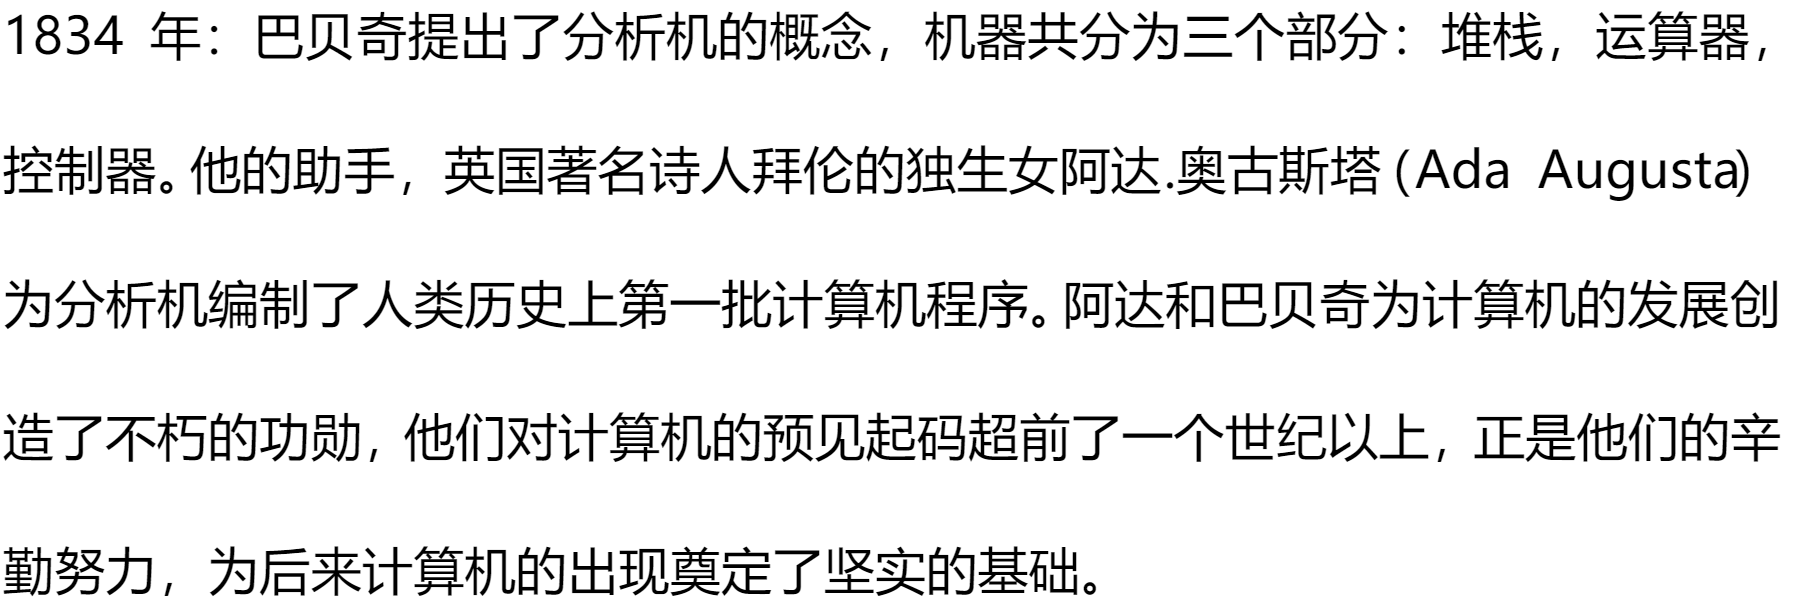 1834 年：巴贝奇提出了分析机的概念，机器共分为三个部分：堆栈，运算器，
控制器。他的助手，英国著名诗人拜伦的独生女阿达.奥古斯塔（Ada Augusta）
为分析机编制了人类历史上第一批计算机程序。阿达和巴贝奇为计算机的发展创
造了不朽的功勋，他们对计算机的预见起码超前了一个世纪以上，正是他们的辛
勤努力，为后来计算机的出现奠定了坚实的基础。